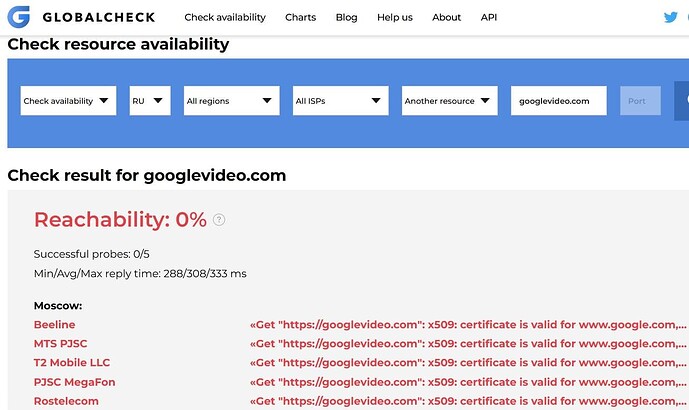 GLOBALCHECK Check availability Charts Blog Help us About API
Check resource availability
Check availability RU All regions All ISPs Another resource googlevideo.com Port
Check result for googlevideo.com
Reachability: 0% ?
Successful probes: 0/5
Min/Avg/Max reply time: 288/308/333 ms
Moscow:
Beeline «Get "https://googlevideo.com": x509: certificate is valid for www.google.com,...
MTS PJSC «Get "https://googlevideo.com": x509: certificate is valid for www.google.com,...
T2 Mobile LLC «Get "https://googlevideo.com": x509: certificate is valid for www.google.com,...
PJSC MegaFon «Get "https://googlevideo.com": x509: certificate is valid for www.google.com,...
Rostelecom «Get "https://googlevideo.com": x509: certificate is valid for www.google.com,...